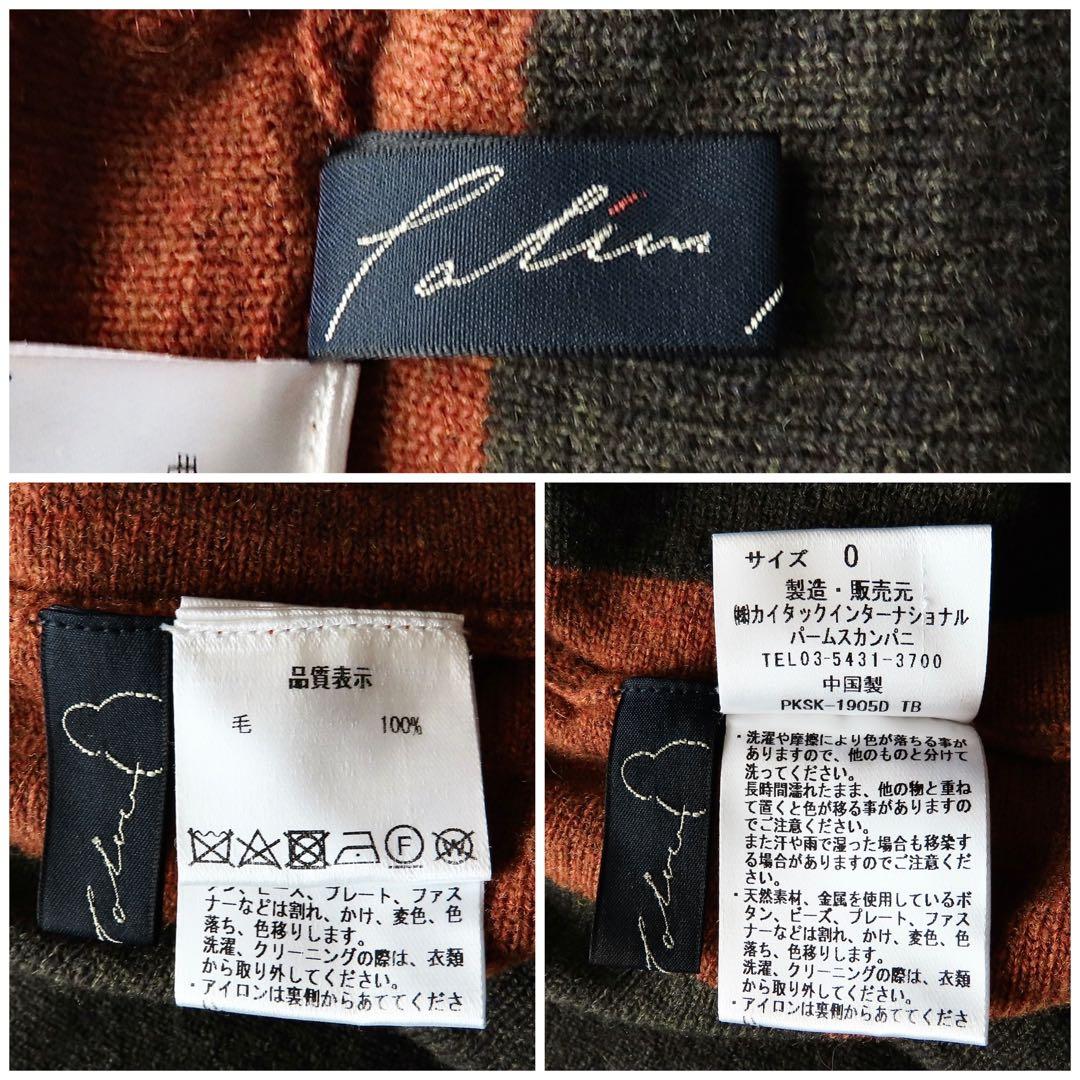 品質表示
毛 100%
W
F
W
タン、ビーズ、プレート、ファス
ナーなどは割れ、かけ、変色、色
落ち、色移りします。
洗濯、クリーニングの際は、衣類
から取り外してください。
・アイロンは裏側からあててくださ
サイズ 0
製造・販売元
㈱カイタックインターナショナル
パームスカンパニ
TEL03-5431-3700
中国製
PKSK-1905D TB
・洗濯や摩擦により色が落ちる事が
ありますので、他のものと分けて
洗ってください。
長時間濡れたまま、他の物と重ね
て置くと色が移る事がありますの
でご注意ください。
また汗や雨で湿った場合も移染す
る場合がありますのでご注意くだ
さい。
・天然素材、金属を使用しているボ
タン、ビーズ、プレート、ファス
ナーなどは割れ、かけ、変色、色
落ち、色移りします。
洗濯、クリーニングの際は、衣類
から取り外してください。
・アイロンは裏側からあててくださ